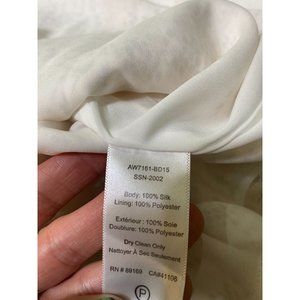 AW7161-BD15
SSN-2002
Body: 100% Silk
Lining: 100% Polyester
Extérieur : 100% Soie
Doublure: 100% Polyester
Dry Clean Only
Nettoyer À Sec Seulement
RN # 89169 CA#41106
P